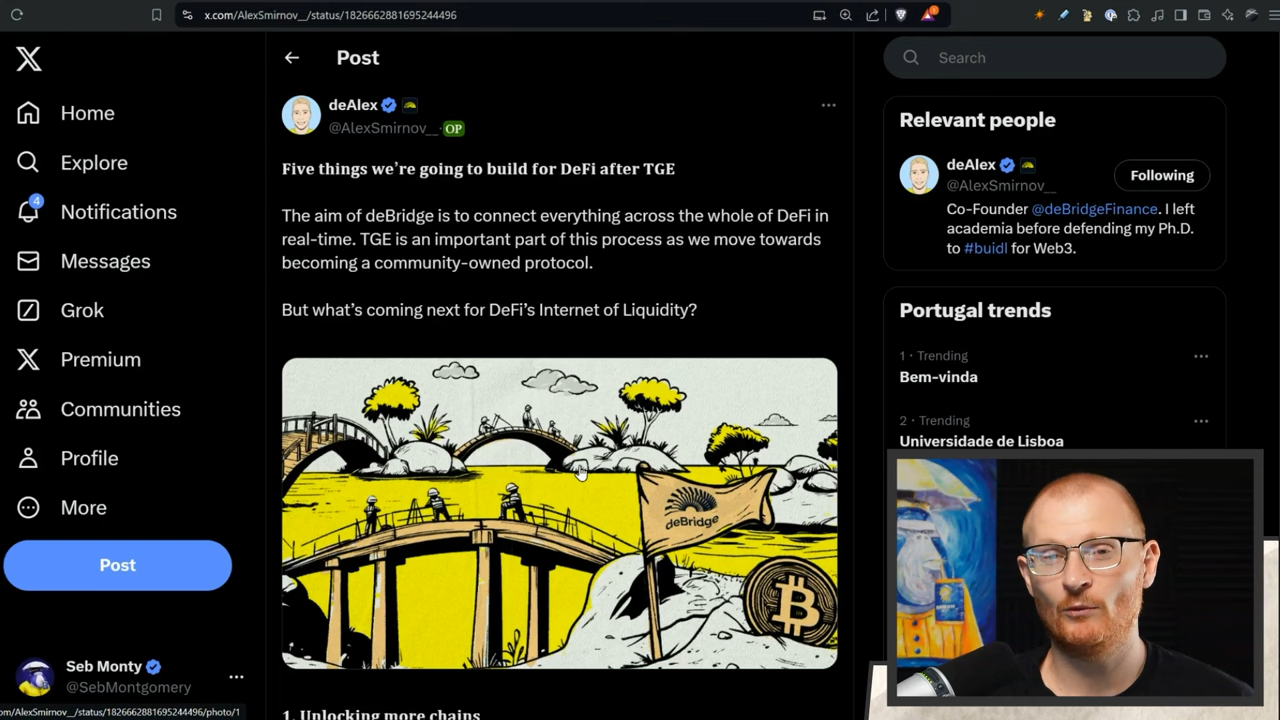 x.com/AlexSmirnov__/status/1826662881695244496
Home
Explore
4
Notifications
Messages
Grok
Premium
Communities
Profile
More
Post
Seb Monty
@SebMontgomery
om/AlexSmirnov__/status/1826662881695244496/photo/1
Post
deAlex
@AlexSmirnov__ · OP
Five things we're going to build for DeFi after TGE
The aim of deBridge is to connect everything across the whole of DeFi in
real-time. TGE is an important part of this process as we move towards
becoming a community-owned protocol.
But what's coming next for DeFi's Internet of Liquidity?
deBridge
1. Unlocking more chains
Search
Relevant people
deAlex
@AlexSmirnov__
Following
Co-Founder @deBridgeFinance. I left
academia before defending my Ph.D.
to #buidl for Web3.
Portugal trends
1 · Trending
Bem-vinda
2 · Trending
Universidade de Lisboa